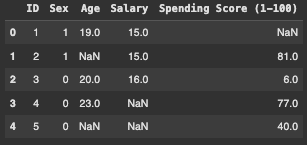 ID Sex Age Salary Spending Score (1-100)
0 1 1 19.0 15.0 NaN
1 2 1 NaN 15.0 81.0
2 3 0 20.0 16.0 6.0
3 4 0 23.0 NaN 77.0
4 5 0 NaN NaN 40.0